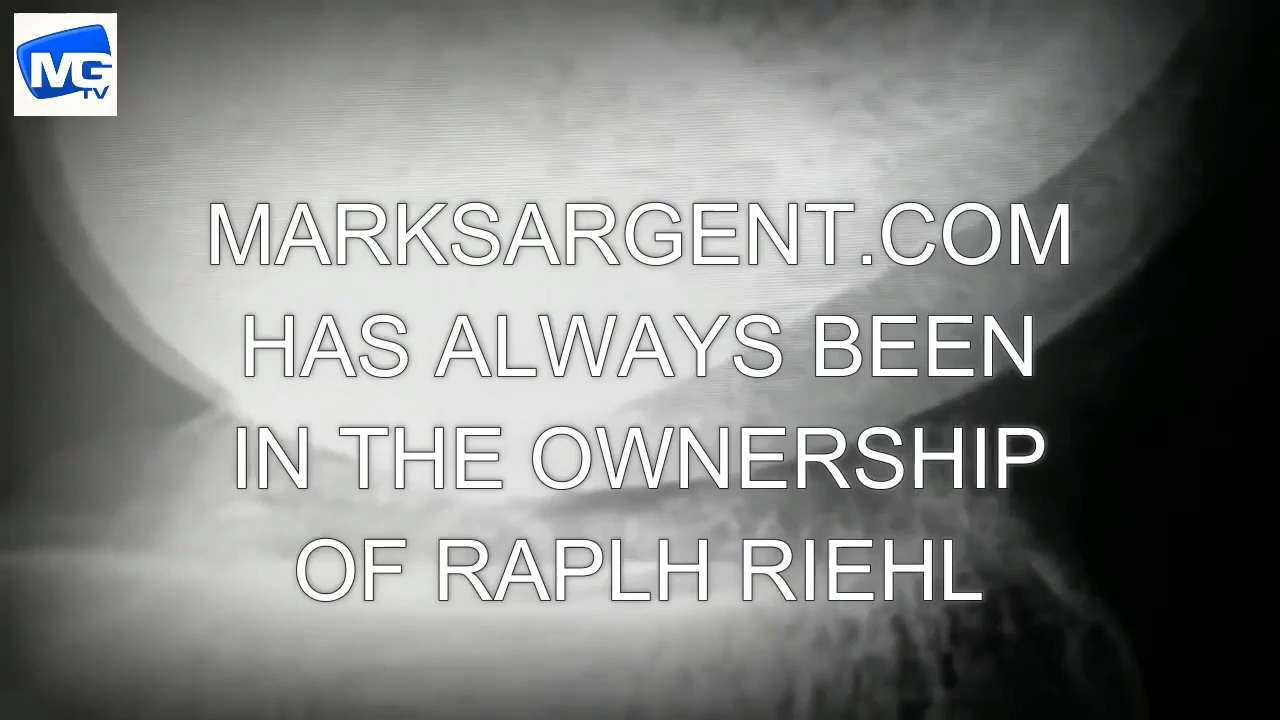 MG
TV
MARKSARGENT.COM
HAS ALWAYS BEEN
IN THE OWNERSHIP
OF RAPLH RIEHL